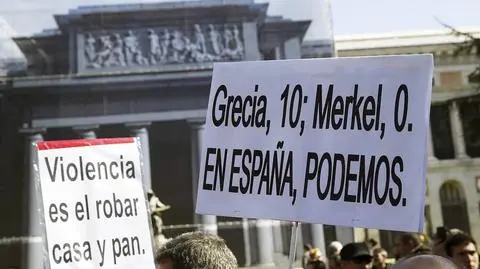 Violencia
es el robar
casa y pan.
Grecia, 10; Merkel, 0.
EN ESPAÑA, PODEMOS.